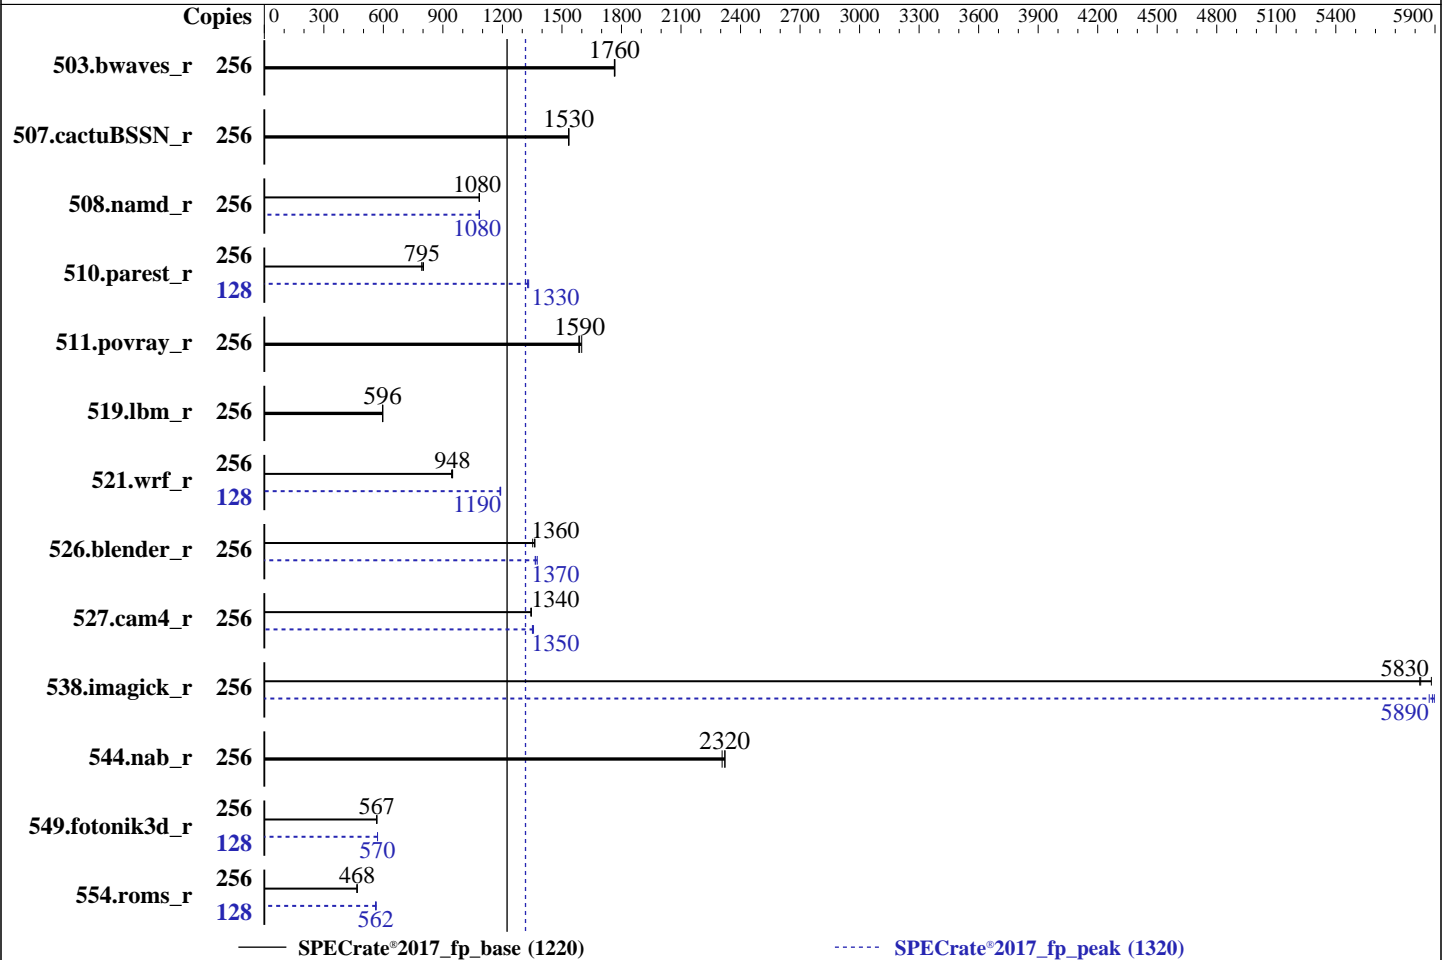 Copies 0 300 600 900 1200 1500 1800 2100 2400 2700 3000 3300 3600 3900 4200 4500 4800 5100 5400 5900
503.bwaves_r 256 1760
507.cactuBSSN_r 256 1530
508.namd_r 256 1080
1080
510.parest_r 256 795
128 1330
511.povray_r 256 1590
519.lbm_r 256 596
521.wrf_r 256 948
128 1190
526.blender_r 256 1360
1370
527.cam4_r 256 1340
1350
538.imagick_r 256 5830
5890
544.nab_r 256 2320
549.fotonik3d_r 256 567
128 570
554.roms_r 256 468
128 562
SPECrate®2017_fp_base (1220) SPECrate®2017_fp_peak (1320)